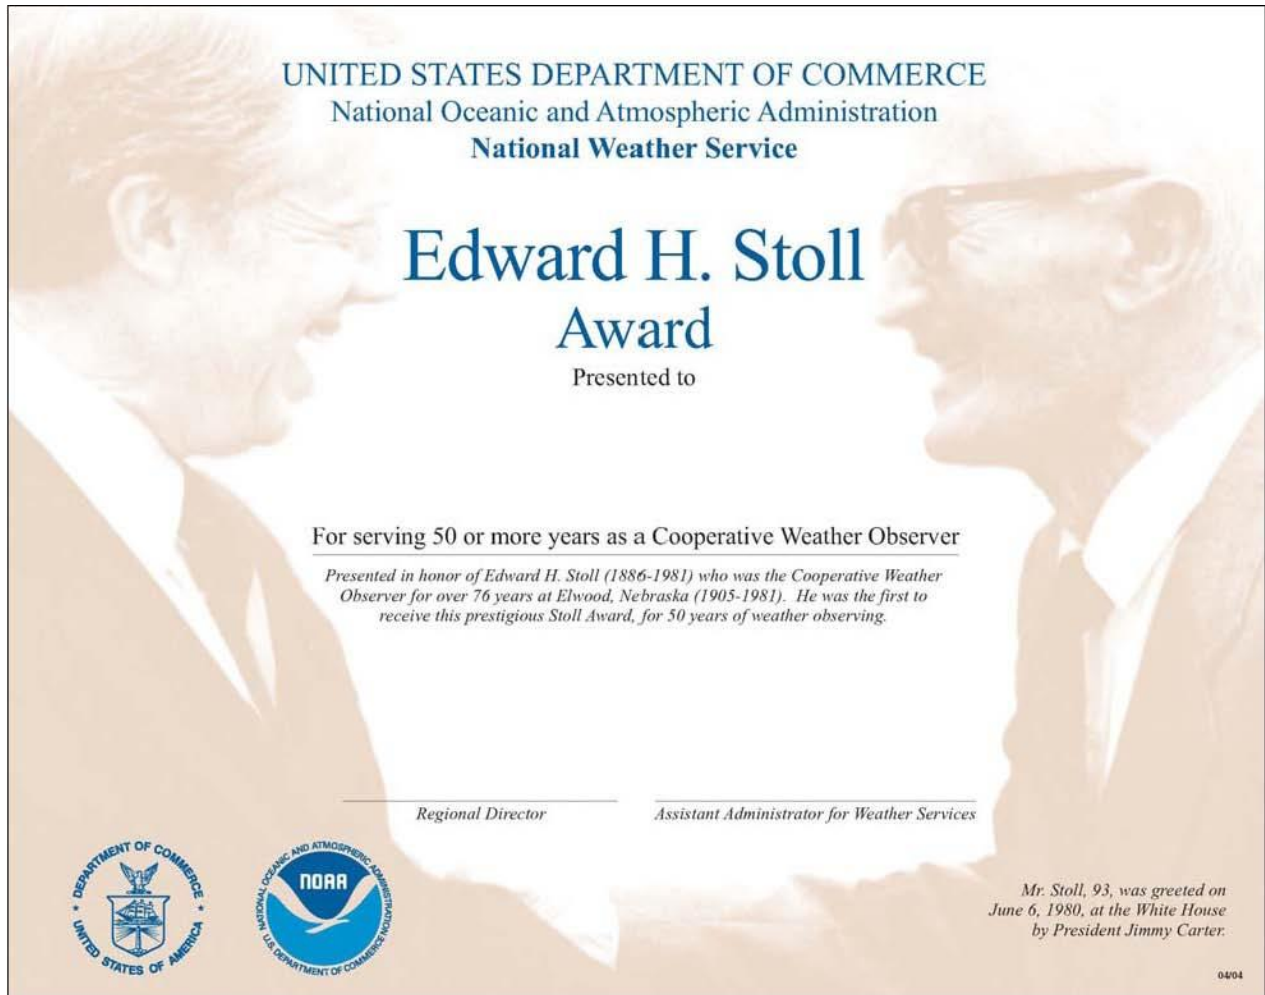 UNITED STATES DEPARTMENT OF COMMERCE
National Oceanic and Atmospheric Administration
National Weather Service
Edward H. Stoll
Award
Presented to
For serving 50 or more years as a Cooperative Weather Observer
Presented in honor of Edward H. Stoll (1886-1981) who was the Cooperative Weather
Observer for over 76 years at Elwood, Nebraska (1905-1981).  He was the first to
receive this prestigious Stoll Award, for 50 years of weather observing.
Regional Director
Assistant Administrator for Weather Services
DEPARTMENT OF COMMERCE
UNITED STATES OF AMERICA
NATIONAL OCEANIC AND ATMOSPHERIC ADMINISTRATION
NOAA
U.S. DEPARTMENT OF COMMERCE
Mr. Stoll, 93, was greeted on
June 6, 1980, at the White House
by President Jimmy Carter.
04/04